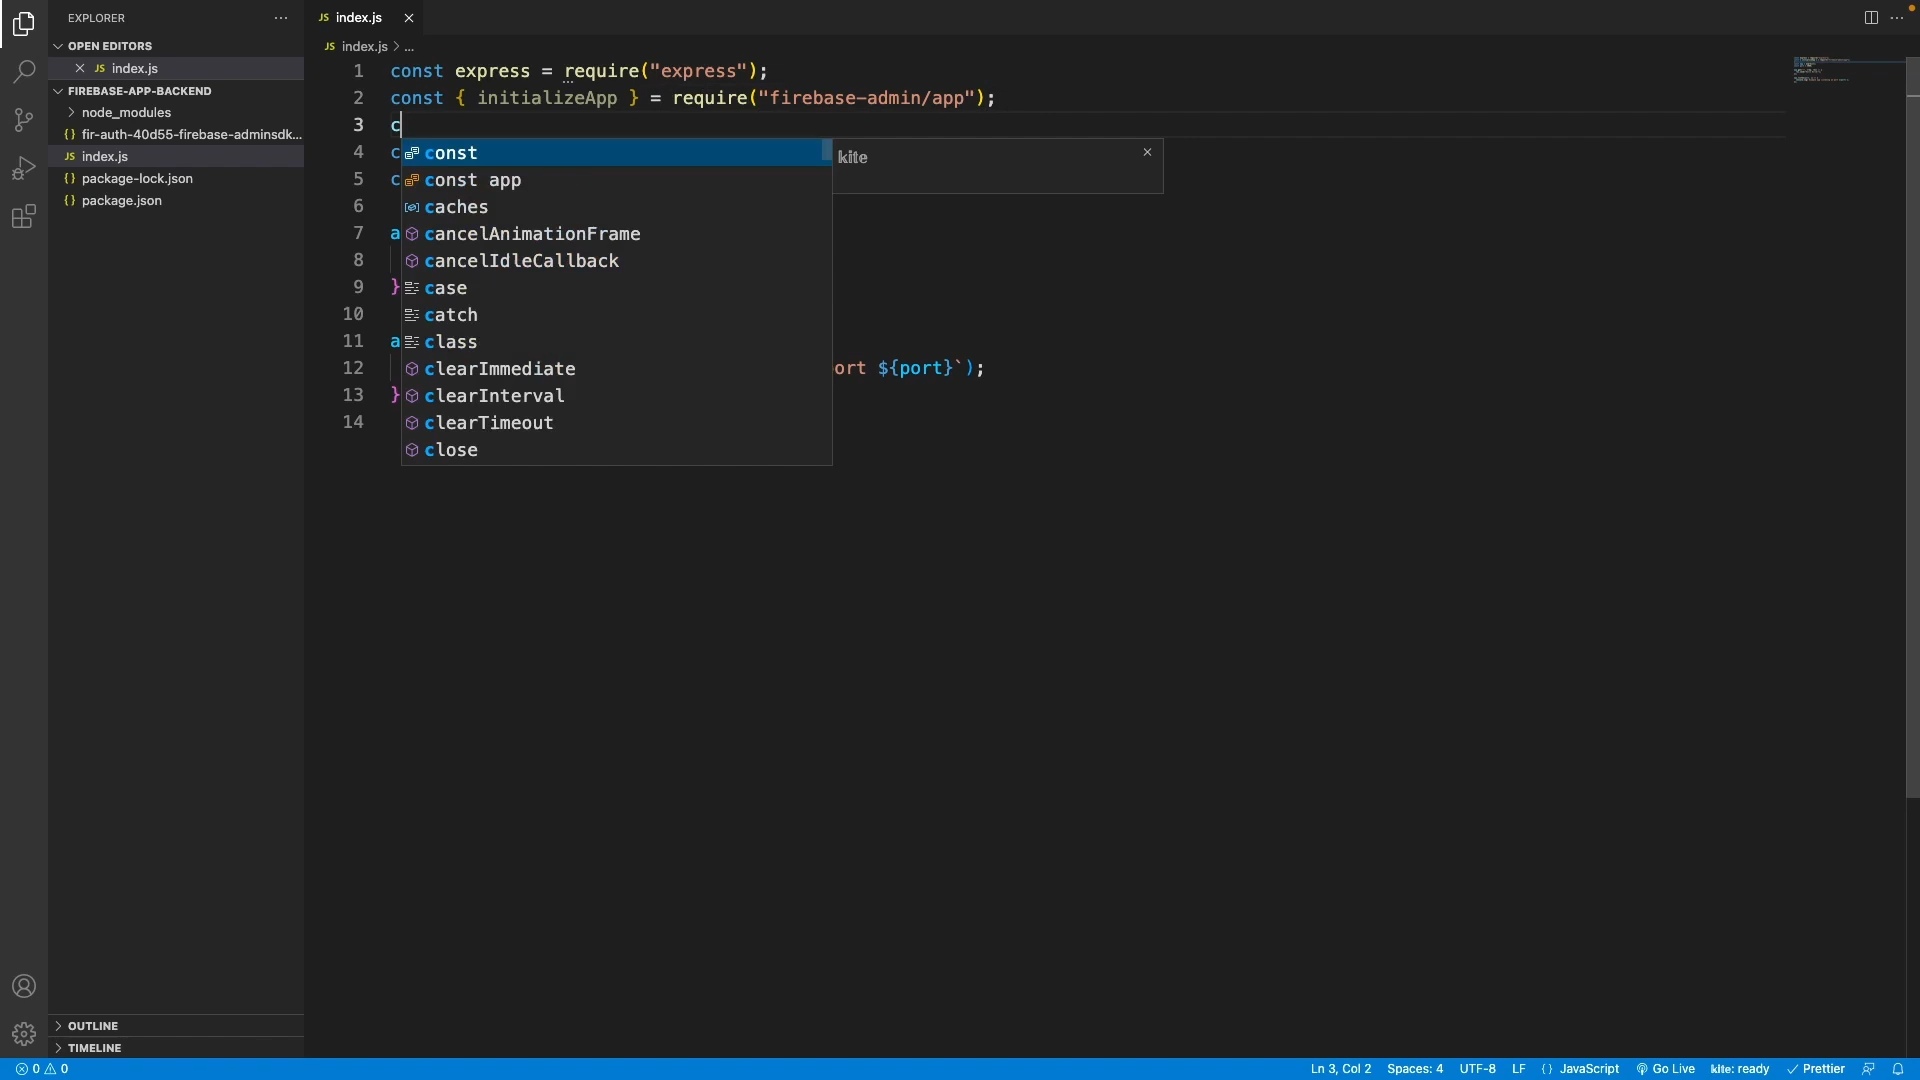 EXPLORER
OPEN EDITORS
JS index.js
FIREBASE-APP-BACKEND
node_modules
{} fir-auth-40d55-firebase-adminsdk...
JS index.js
{} package-lock.json
{} package.json
OUTLINE
TIMELINE
JS index.js
JS index.js > ...
1 const express = require("express");
2 const { initializeApp } = require("firebase-admin/app");
3 c
4 c
5 c
6
7 a
8
9 }
10
11 a
12 ort ${port}`);
13 }
14
const
const app
caches
cancelAnimationFrame
cancelIdleCallback
case
catch
class
clearImmediate
clearInterval
clearTimeout
close
kite
0 0
Ln 3, Col 2 Spaces: 4 UTF-8 LF {} JavaScript Go Live kite: ready Prettier